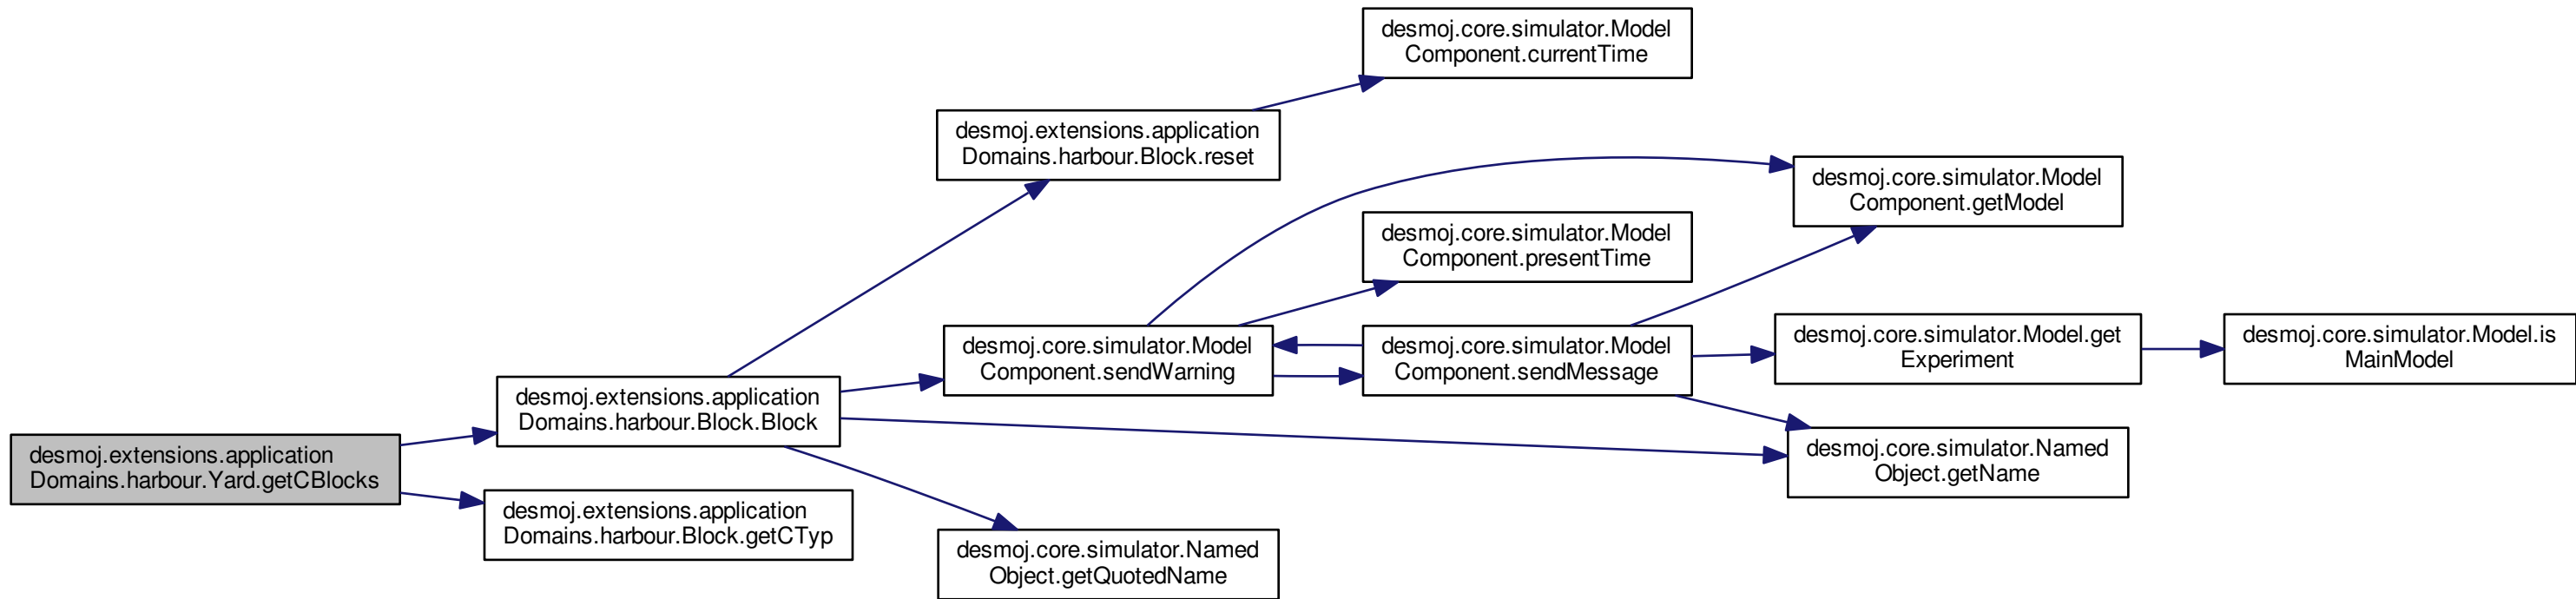 desmoj.core.simulator.Model
Component.currentTime
desmoj.extensions.application
Domains.harbour.Block.reset
desmoj.core.simulator.Model
Component.getModel
desmoj.core.simulator.Model
Component.presentTime
desmoj.core.simulator.Model
Component.sendWarning
desmoj.core.simulator.Model
Component.sendMessage
desmoj.core.simulator.Model.get
Experiment
desmoj.core.simulator.Model.is
MainModel
desmoj.extensions.application
Domains.harbour.Block.Block
desmoj.core.simulator.Named
Object.getName
desmoj.extensions.application
Domains.harbour.Yard.getCBlocks
desmoj.extensions.application
Domains.harbour.Block.getCTyp
desmoj.core.simulator.Named
Object.getQuotedName